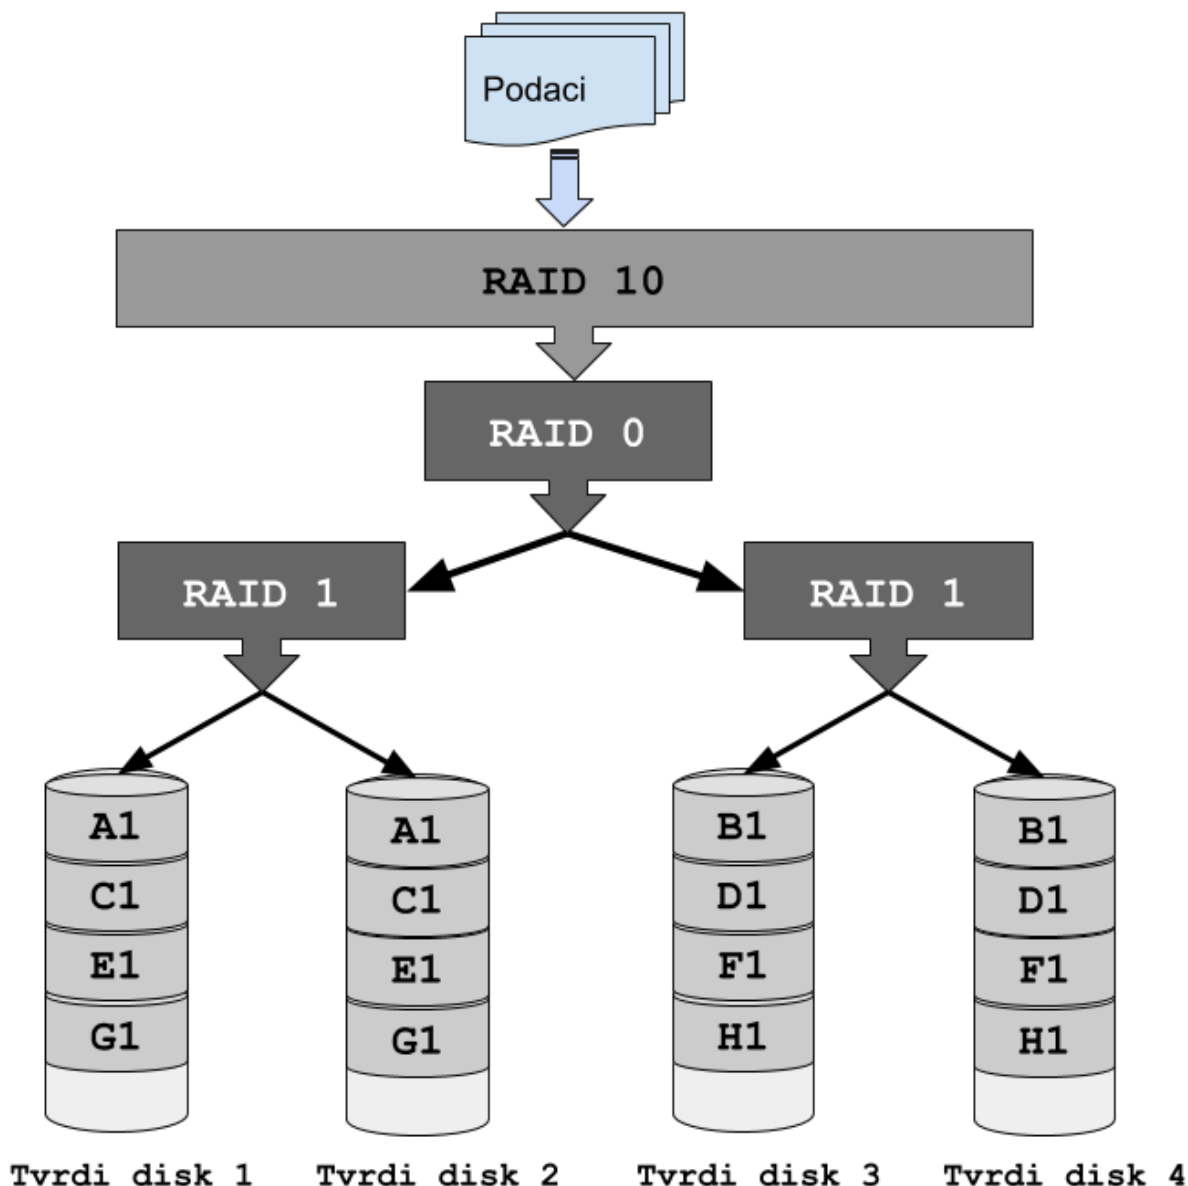 Podaci
RAID 10
RAID 0
RAID 1 RAID 1
A1 A1 B1 B1
C1 C1 D1 D1
E1 E1 F1 F1
G1 G1 H1 H1
Tvrdi disk 1 Tvrdi disk 2 Tvrdi disk 3 Tvrdi disk 4